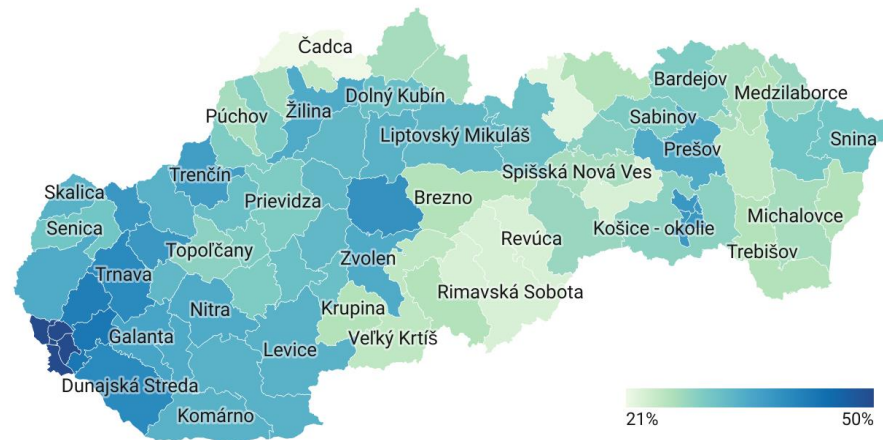 Čadca
Bardejov
Medzilaborce
Dolný Kubín
Púchov
Žilina
Sabinov
Liptovský Mikuláš
Snina
Prešov
Trenčín
Spišská Nová Ves
Skalica
Prievidza
Brezno
Michalovce
Senica
Košice - okolie
Revúca
Topoľčany
Zvolen
Trebišov
Trnava
Rimavská Sobota
Nitra
Krupina
Galanta
Veľký Krtíš
Levice
Dunajská Streda
Komárno
21%
50%